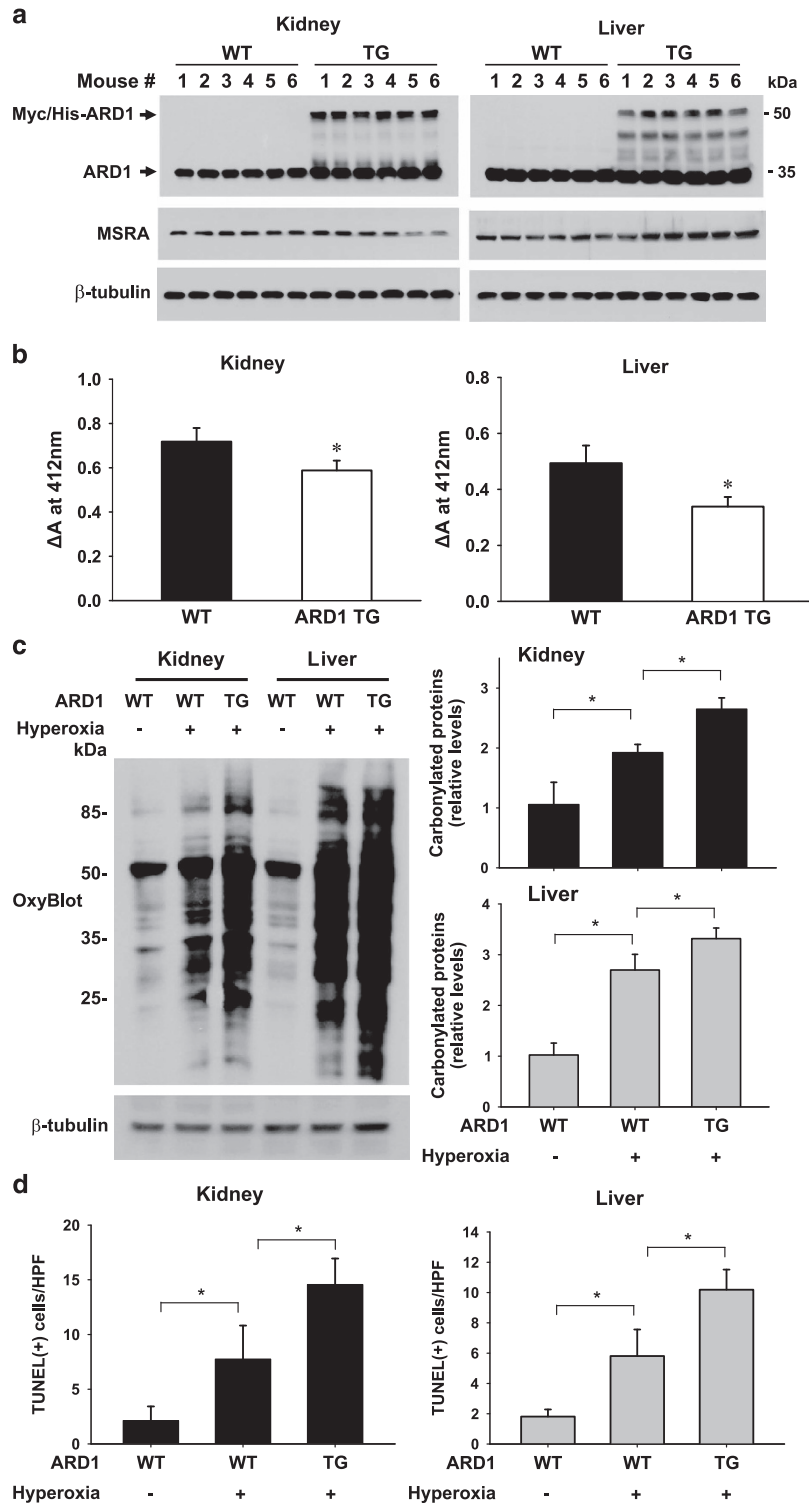 a
Kidney
Liver
WT TG WT TG
Mouse # 1 2 3 4 5 6 1 2 3 4 5 6 1 2 3 4 5 6 1 2 3 4 5 6 kDa
Myc/His-ARD1 - 50
ARD1 - 35
MSRA
β-tubulin
b
Kidney
1.0
0.8
0.6
0.4
0.2
0.0
ΔA at 412nm
*
WT ARD1 TG
Liver
0.8
0.6
0.4
0.2
0.0
ΔA at 412nm
*
WT ARD1 TG
c
Kidney Liver
ARD1 WT WT TG WT WT TG
Hyperoxia - + + - + +
kDa
85-
50-
OxyBlot
35-
25-
β-tubulin
Kidney
3
2
1
0
Carbonylated proteins
(relative levels)
* *
Liver
4
3
2
1
0
Carbonylated proteins
(relative levels)
* *
ARD1 WT WT TG
Hyperoxia - + +
d
Kidney
20
15
10
5
0
TUNEL(+) cells/HPF
* *
ARD1 WT WT TG
Hyperoxia - + +
Liver
14
12
10
8
6
4
2
0
TUNEL(+) cells/HPF
* *
ARD1 WT WT TG
Hyperoxia - + +